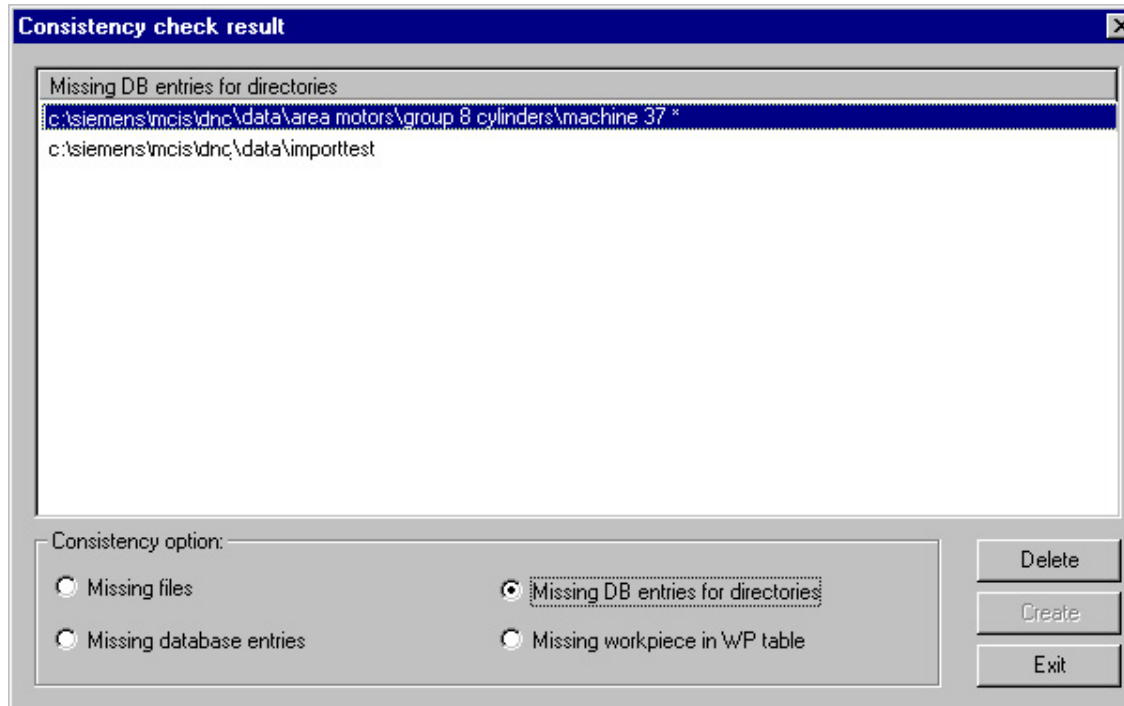 Consistency check result
Missing DB entries for directories
c:\siemens\mcis\dnc\data\area motors\group 8 cylinders\machine 37 *
c:\siemens\mcis\dnc\data\importtest
Consistency option:
Missing files
Missing DB entries for directories
Missing database entries
Missing workpiece in WP table
Delete
Create
Exit